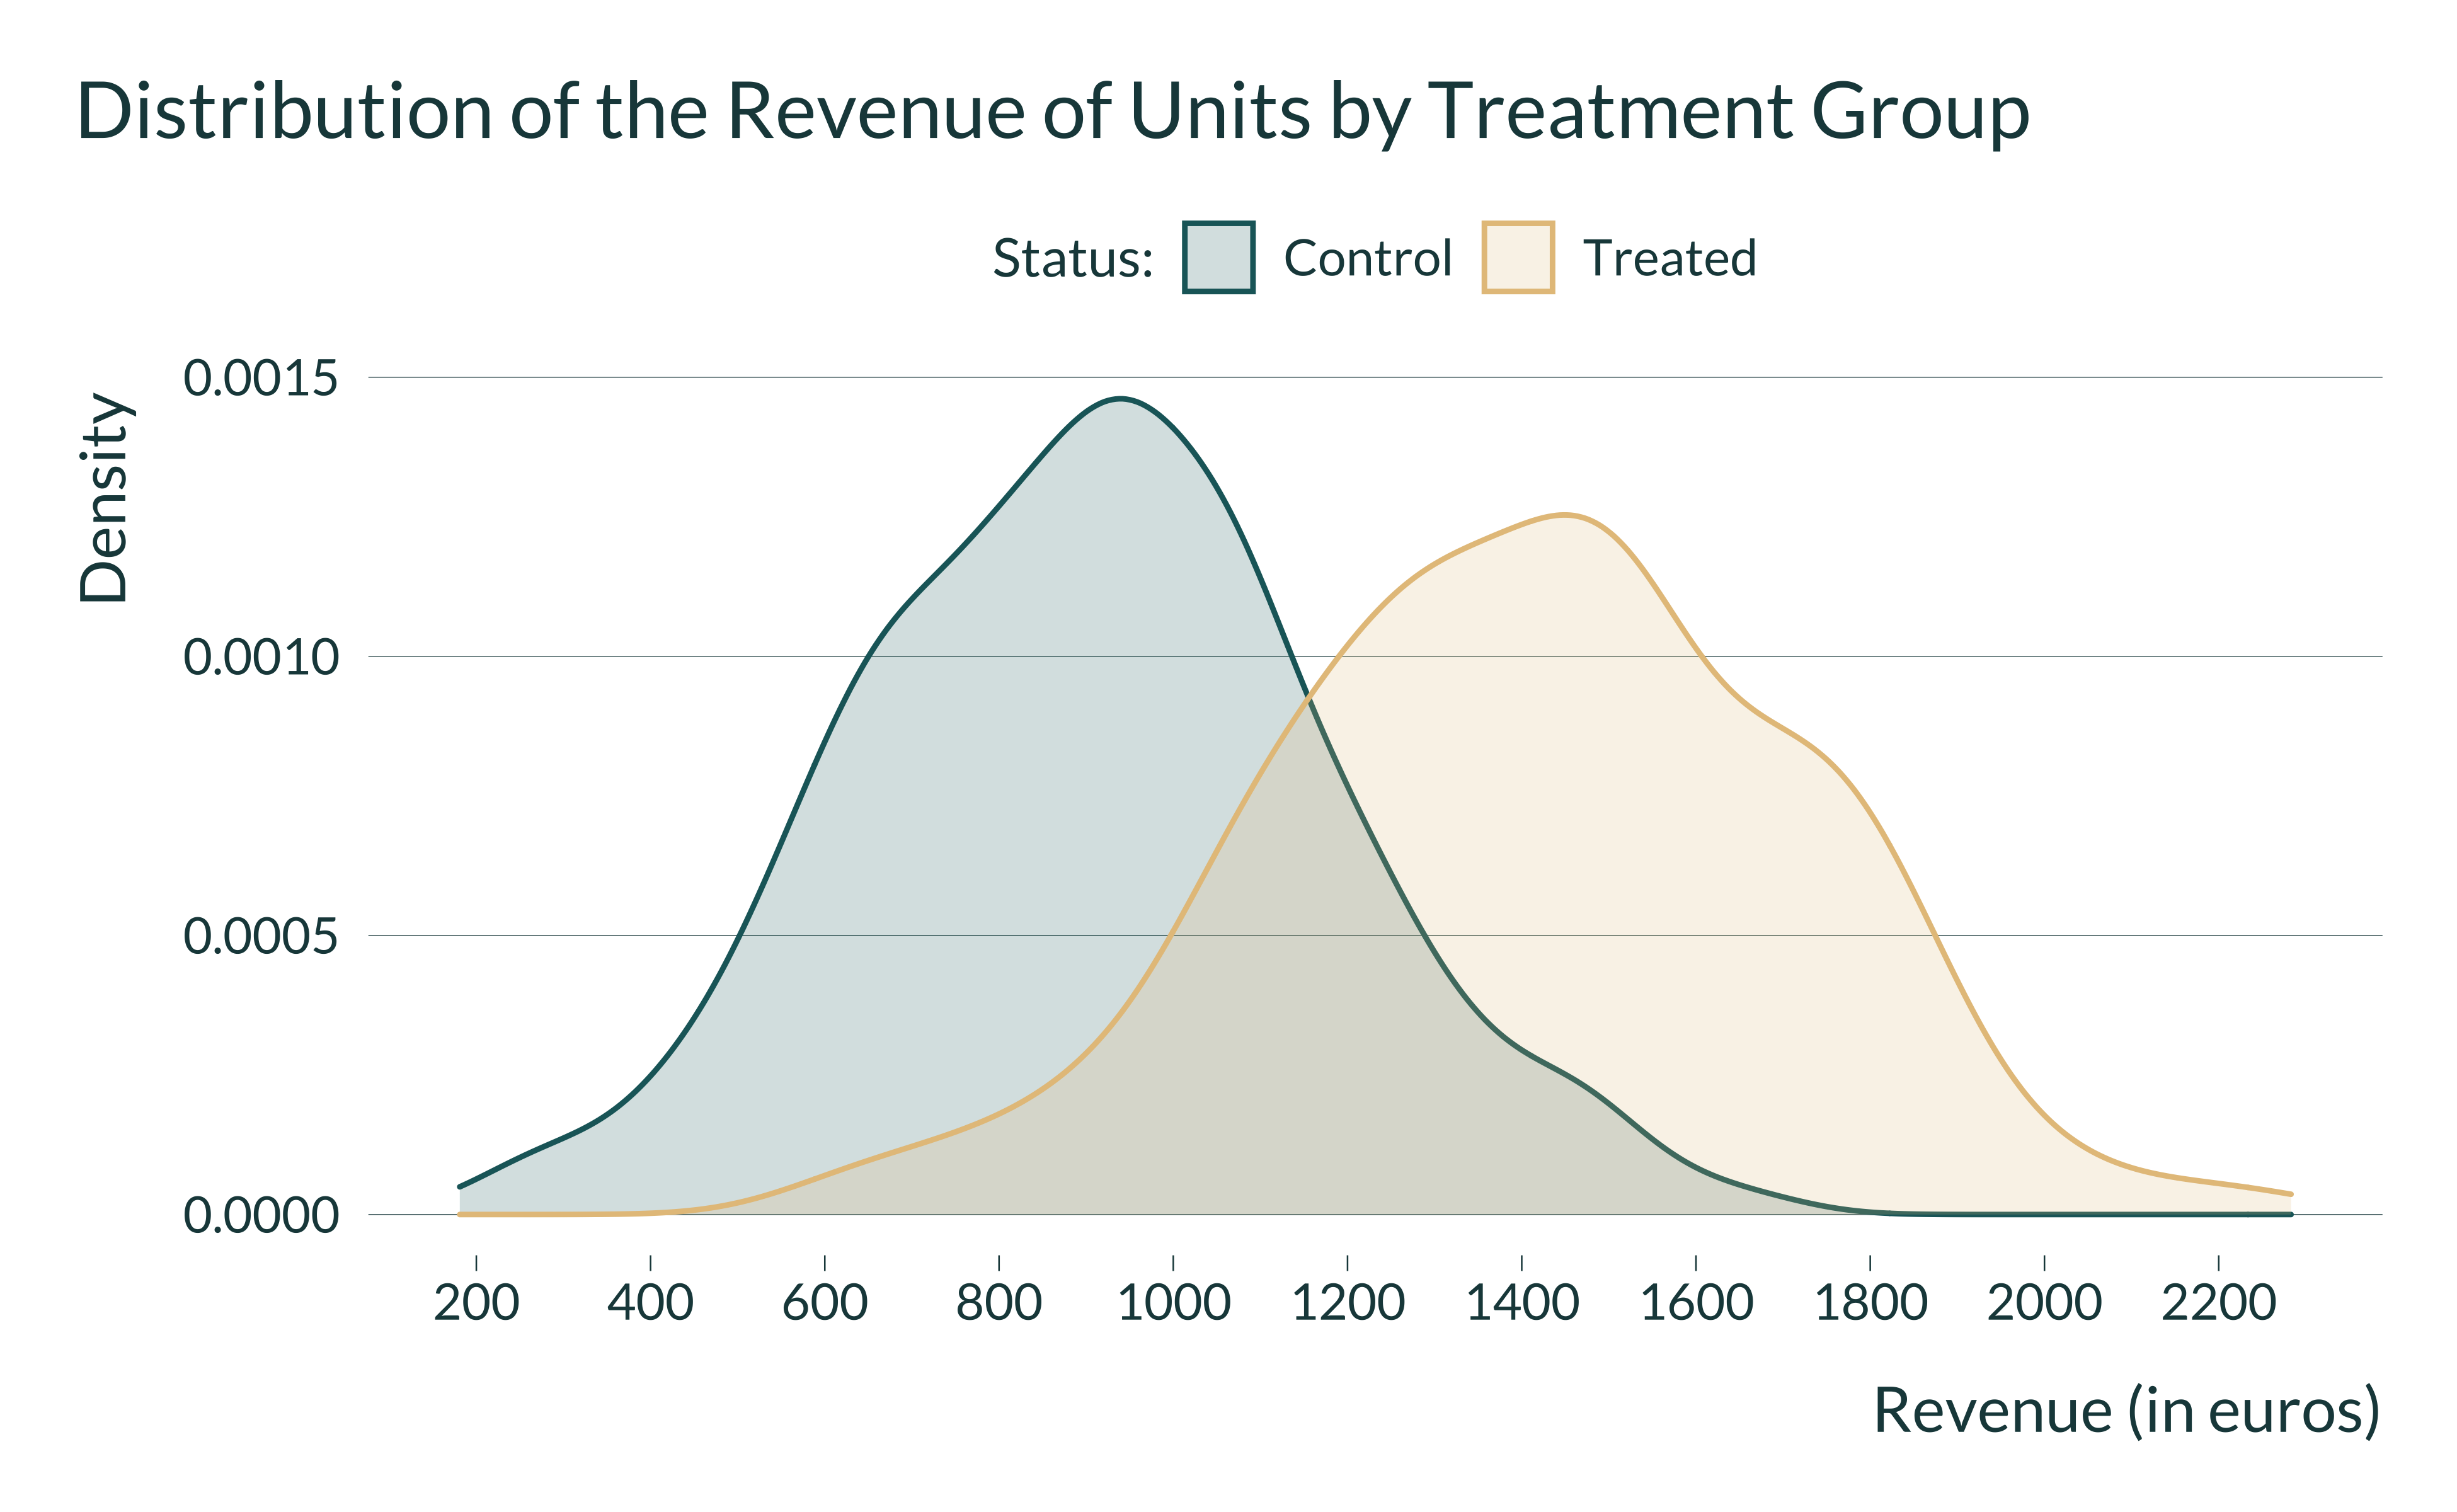 Distribution of the Revenue of Units by Treatment Group
Status: Control Treated
Density
0.0015
0.0010
0.0005
0.0000
200 400 600 800 1000 1200 1400 1600 1800 2000 2200
Revenue (in euros)